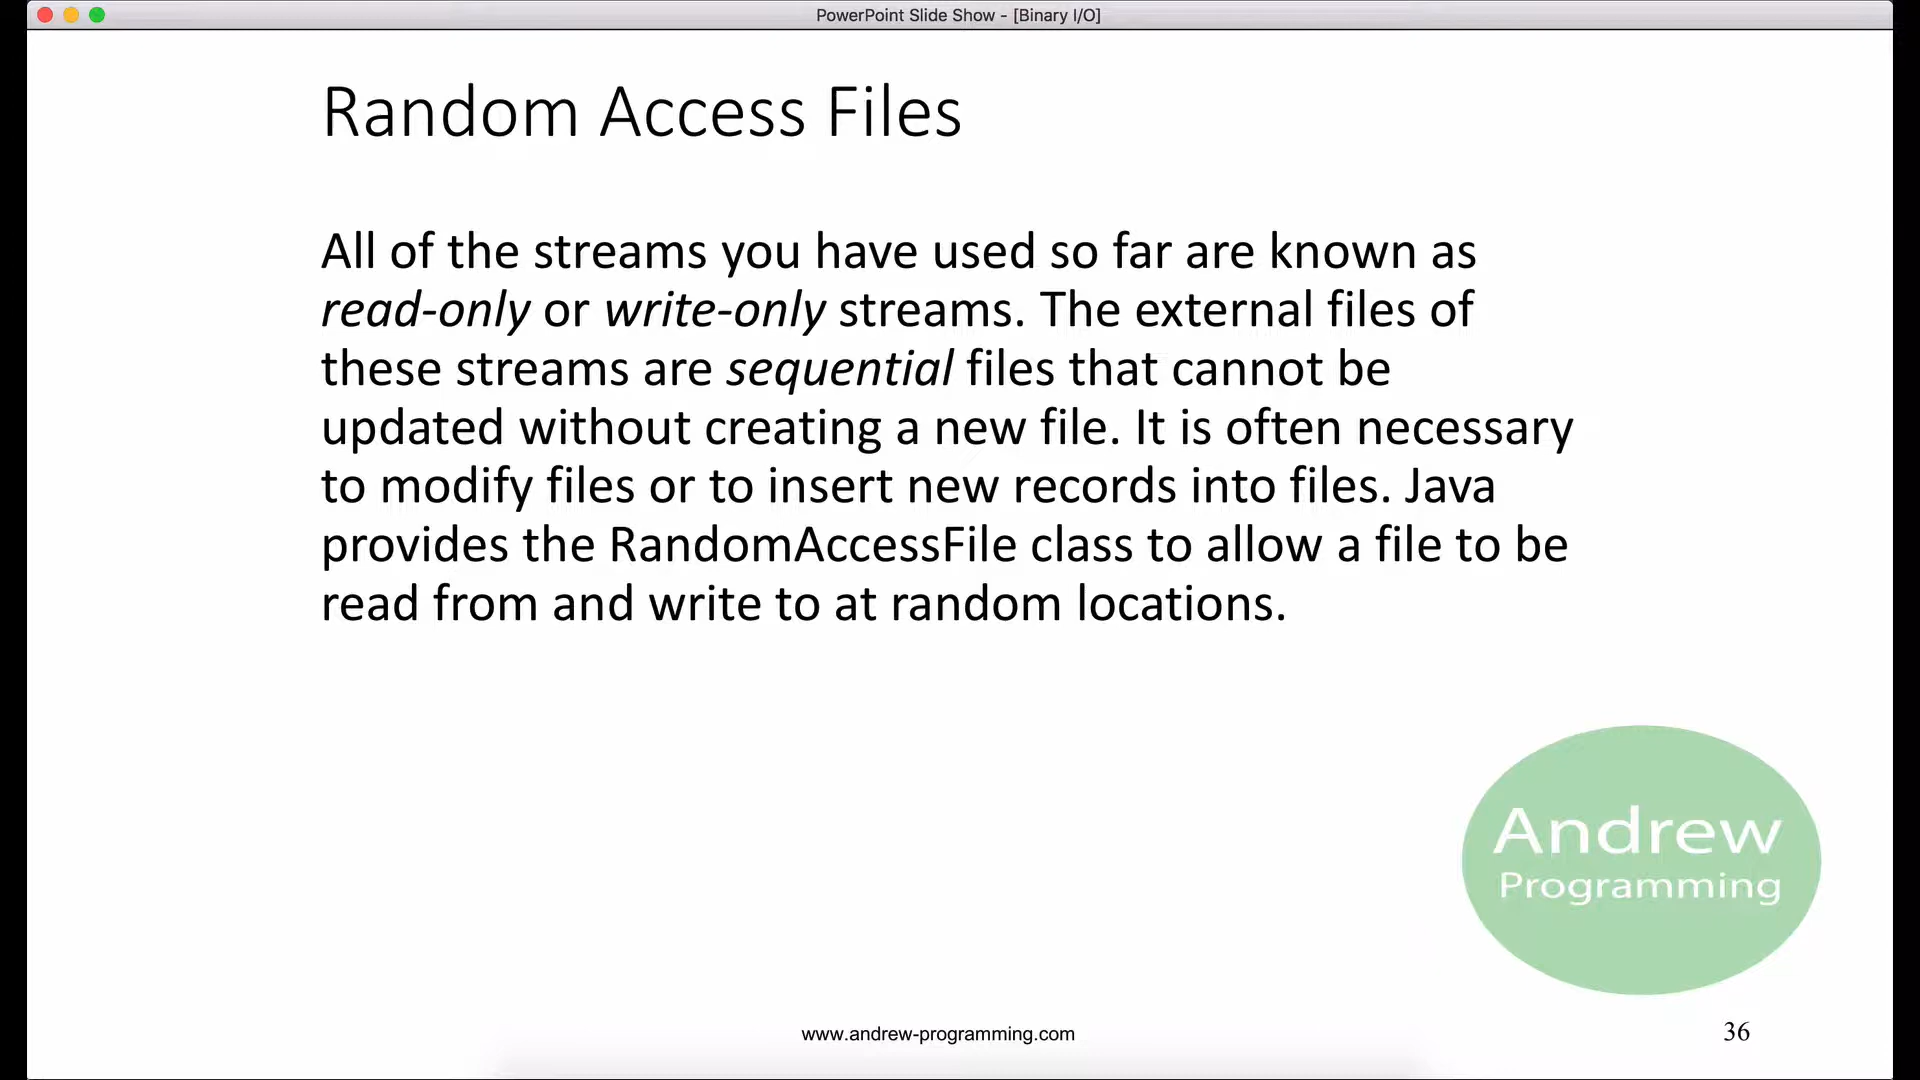 PowerPoint Slide Show - [Binary I/O]
Random Access Files
All of the streams you have used so far are known as
read-only or write-only streams. The external files of
these streams are sequential files that cannot be
updated without creating a new file. It is often necessary
to modify files or to insert new records into files. Java
provides the RandomAccessFile class to allow a file to be
read from and write to at random locations.
Andrew
Programming
www.andrew-programming.com
36